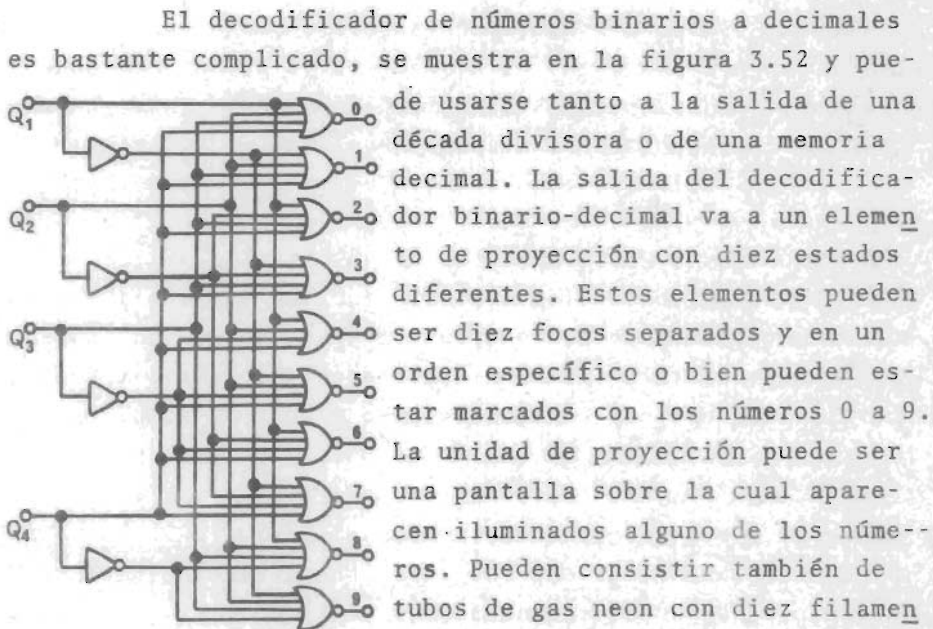 El decodificador de números binarios a decimales
es bastante complicado, se muestra en la figura 3.52 y pue-
de usarse tanto a la salida de una
década divisora o de una memoria
decimal. La salida del decodifica-
dor binario-decimal va a un elemen
to de proyección con diez estados
diferentes. Estos elementos pueden
ser diez focos separados y en un
orden específico o bien pueden es-
tar marcados con los números 0 a 9.
La unidad de proyección puede ser
una pantalla sobre la cual apare-
cen iluminados alguno de los núme--
ros. Pueden consistir también de
tubos de gas neon con diez filamen
Q1
Q2
Q3
Q4
0
1
2
3
4
5
6
7
8
9